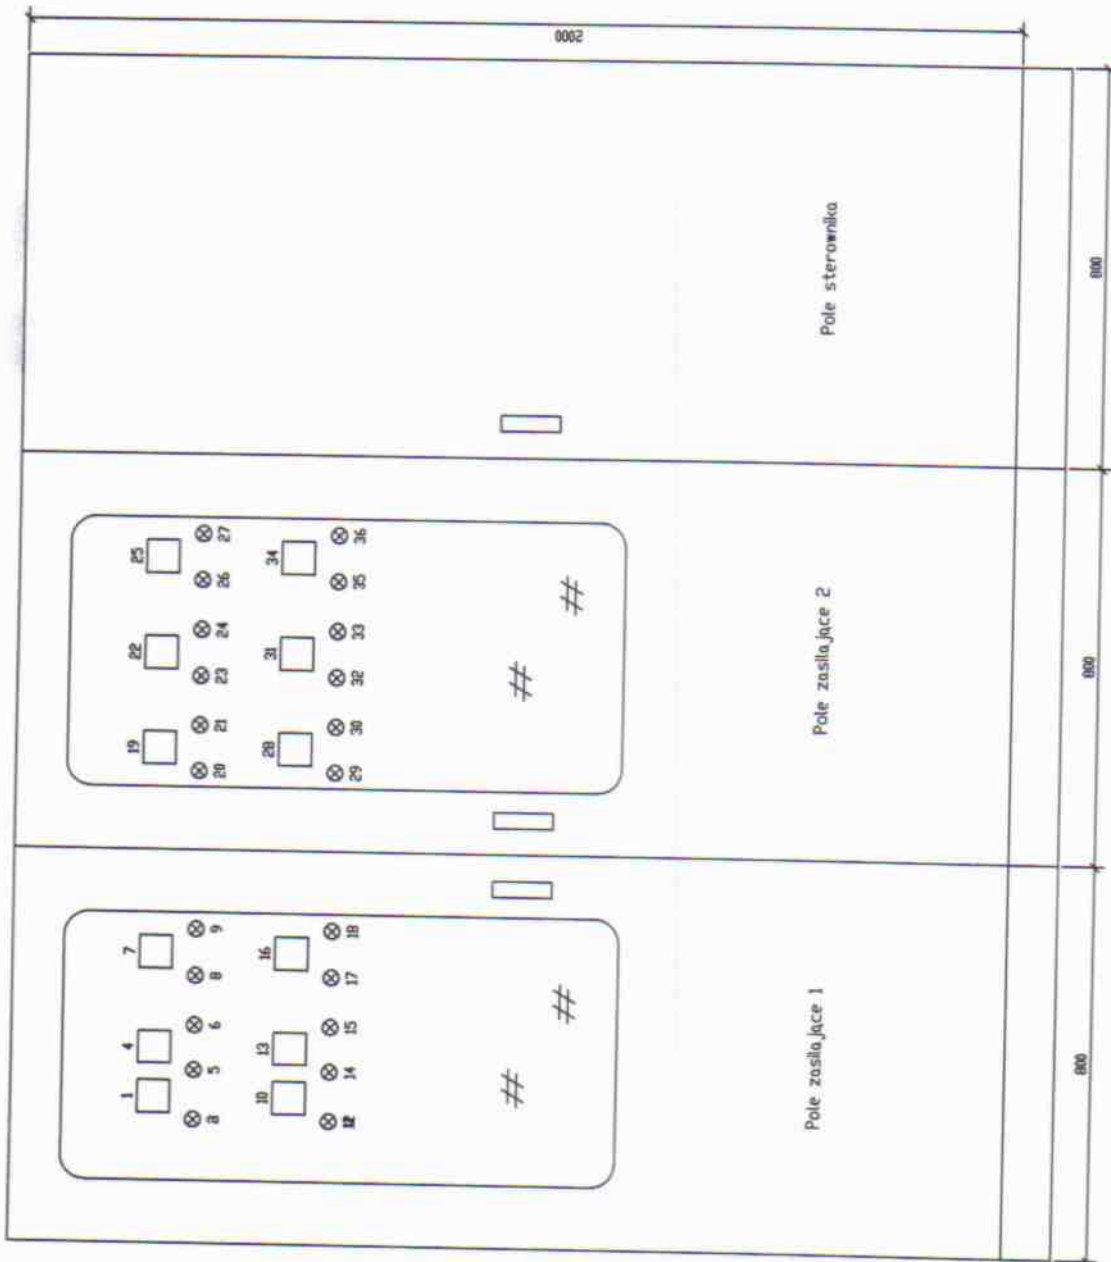 1 4 7 19 22 25
5 6 8 9 20 21 23 24 26 27
10 13 16 28 31 34
12 14 15 17 18 29 30 32 33 35 36
2000
Pole zasilające 1
Pole zasilające 2
Pole sterownika
800
800
800